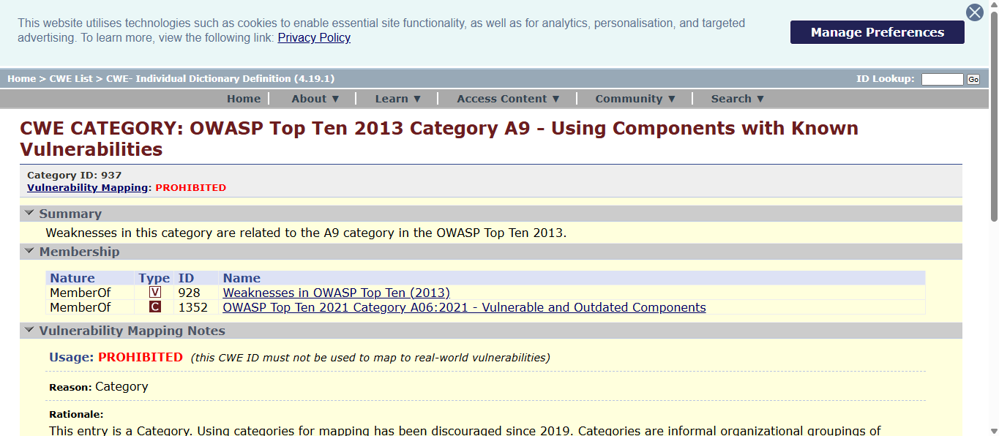 This website utilises technologies such as cookies to enable essential site functionality, as well as for analytics, personalisation, and targeted
advertising. To learn more, view the following link: Privacy Policy
Manage Preferences
Home > CWE List > CWE- Individual Dictionary Definition (4.19.1)
ID Lookup:
Go
Home
About ▼
Learn ▼
Access Content ▼
Community ▼
Search ▼
CWE CATEGORY: OWASP Top Ten 2013 Category A9 - Using Components with Known
Vulnerabilities
Category ID: 937
Vulnerability Mapping: PROHIBITED
Summary
Weaknesses in this category are related to the A9 category in the OWASP Top Ten 2013.
Membership
Nature Type ID Name
MemberOf V 928 Weaknesses in OWASP Top Ten (2013)
MemberOf C 1352 OWASP Top Ten 2021 Category A06:2021 - Vulnerable and Outdated Components
Vulnerability Mapping Notes
Usage: PROHIBITED (this CWE ID must not be used to map to real-world vulnerabilities)
Reason: Category
Rationale:
This entry is a Category. Using categories for mapping has been discouraged since 2019. Categories are informal organizational groupings of